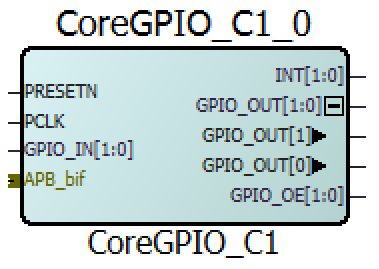 CoreGPIO_C1_0
INT[1:0]
PRESETN
GPIO_OUT[1:0]
PCLK
GPIO_OUT[1]
GPIO_IN[1:0]
GPIO_OUT[0]
APB_bif
GPIO_OE[1:0]
CoreGPIO_C1